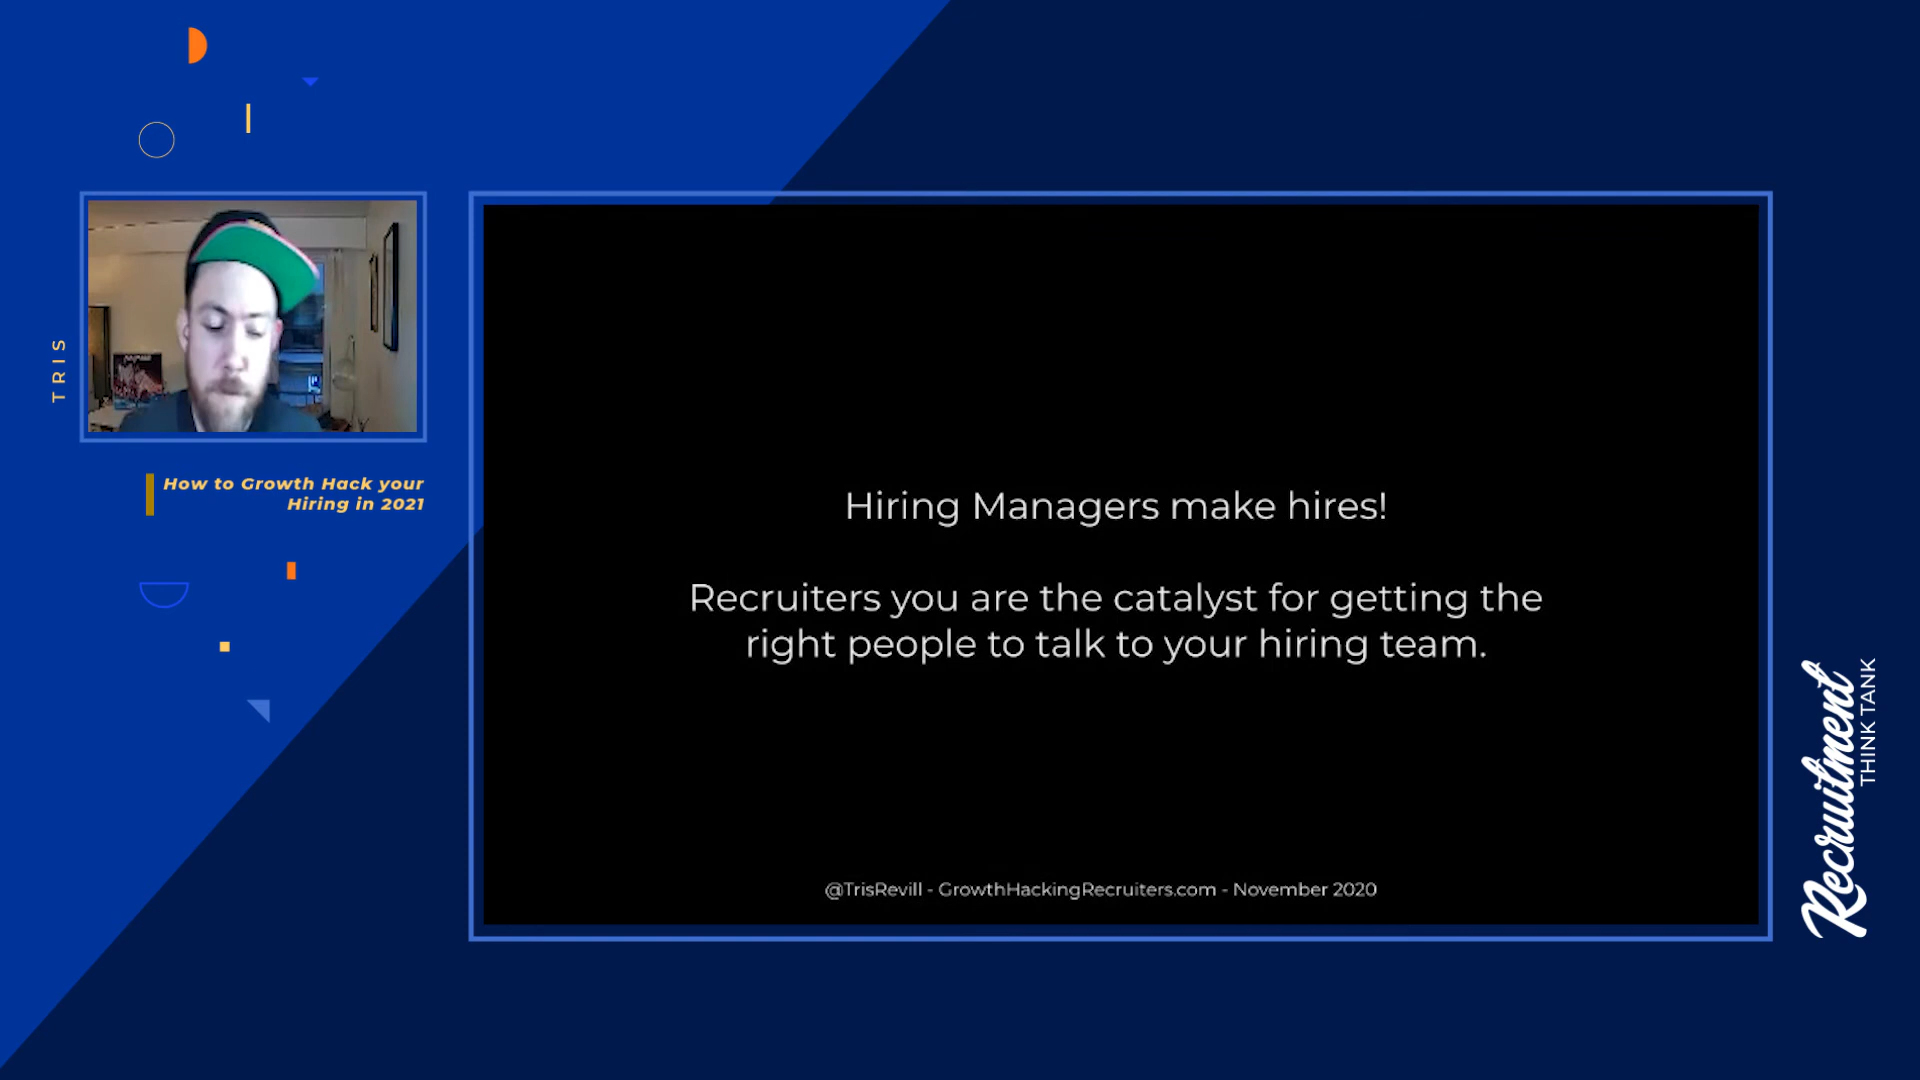 TRIS
How to Growth Hack your
Hiring in 2021
Hiring Managers make hires!
Recruiters you are the catalyst for getting the
right people to talk to your hiring team.
@TrisRevill - GrowthHackingRecruiters.com - November 2020
Recruitment
THINK TANK